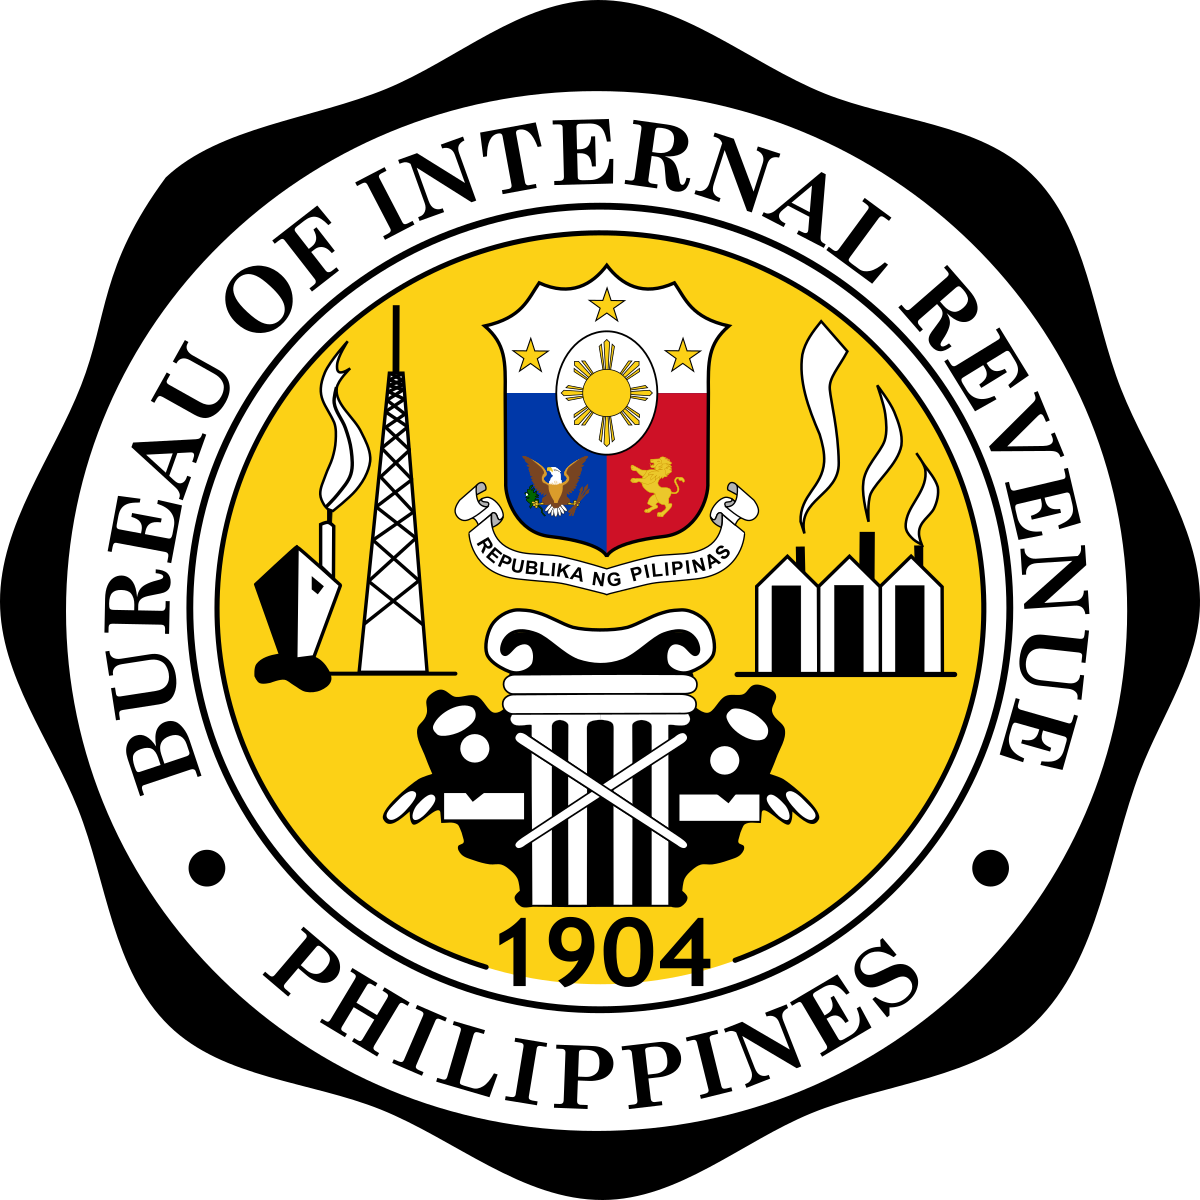 BUREAU OF INTERNAL REVENUE
REPUBLIKA NG PILIPINAS
1904
PHILIPPINES